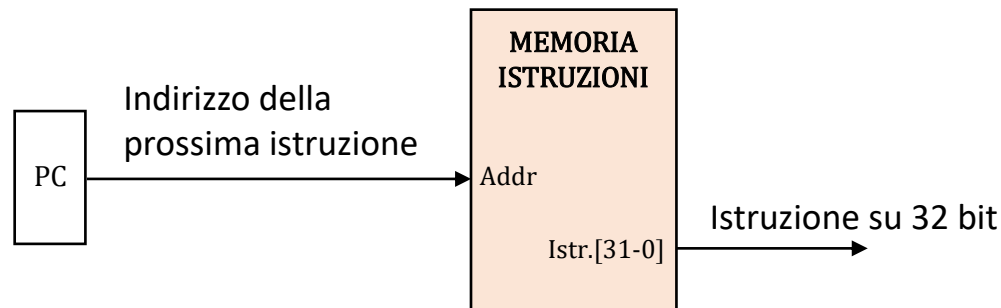 MEMORIA
ISTRUZIONI
Indirizzo della
prossima istruzione
PC
Addr
Istruzione su 32 bit
Istr.[31-0]